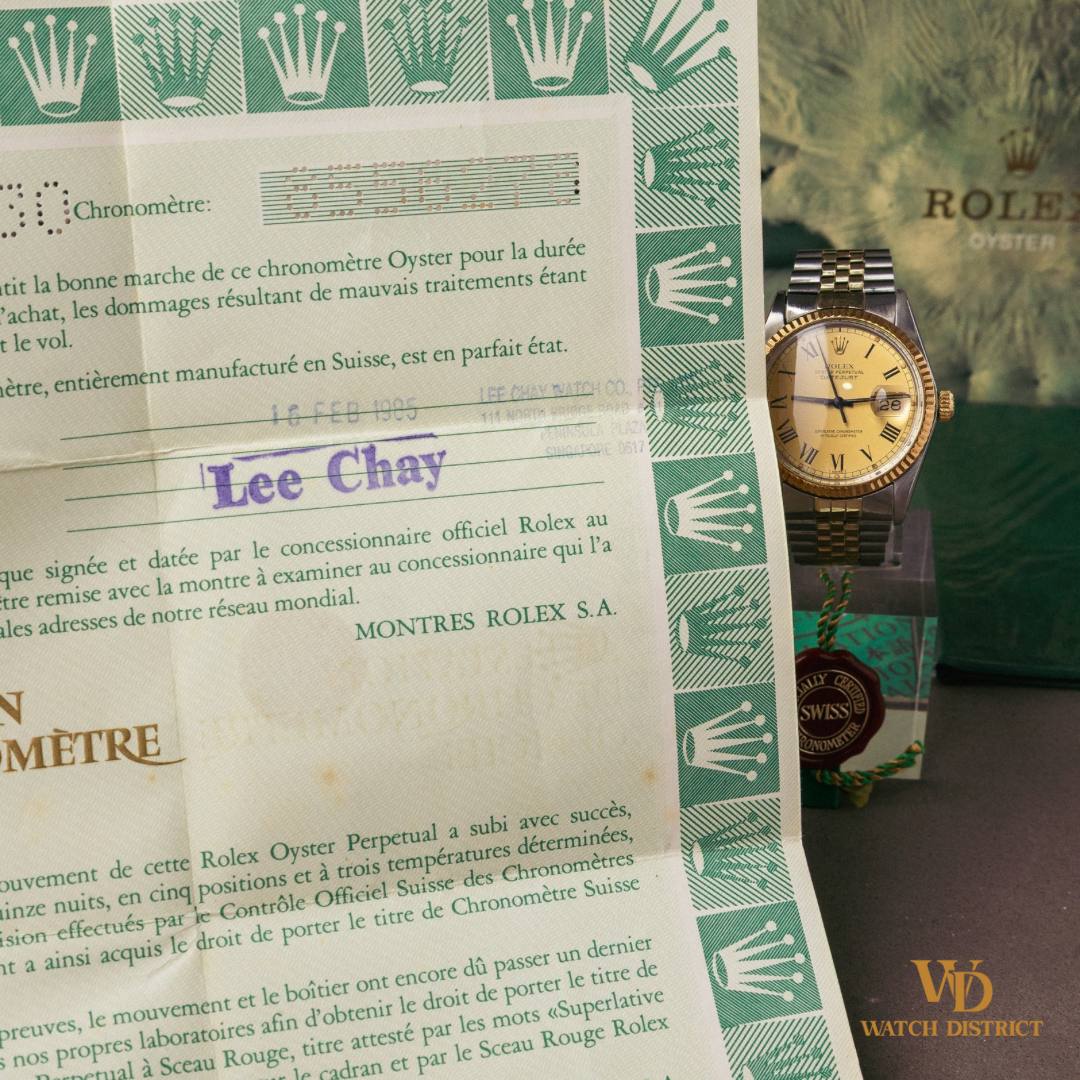 50 Chronomètre:
tit la bonne marche de ce chronomètre Oyster pour la durée
l'achat, les dommages résultant de mauvais traitements étant
t le vol.
nètre, entièrement manufacturé en Suisse, est en parfait état.
16 FEB 1985
LEE CHAY WATCH CO.
111 NORTH BRIDGE ROAD
PENINSULA PLAZA
SINGAPORE 0617
Lee Chay
que signée et datée par le concessionnaire officiel Rolex au
être remise avec la montre à examiner au concessionnaire qui l'a
ales adresses de notre réseau mondial.
MONTRES ROLEX S.A.
N
OMÈTRE
ouvement de cette Rolex Oyster Perpetual a subi avec succès,
uinze nuits, en cinq positions et à trois températures déterminées,
ision effectués par le Contrôle Officiel Suisse des Chronomètres
nt a ainsi acquis le droit de porter le titre de Chronomètre Suisse
preuves, le mouvement et le boîtier ont encore dû passer un dernier
nos propres laboratoires afin d'obtenir le droit de porter le titre de
Perpetual à Sceau Rouge, titre attesté par les mots «Superlative
le cadran et par le Sceau Rouge Rolex
ROLEX
OYSTER
ROLEX
OYSTER PERPETUAL
DATEJUST
28
SUPERLATIVE CHRONOMETER
OFFICIALLY CERTIFIED
IALLY CERTIFIED
SWISS
CHRONOMETER
WD
WATCH DISTRICT